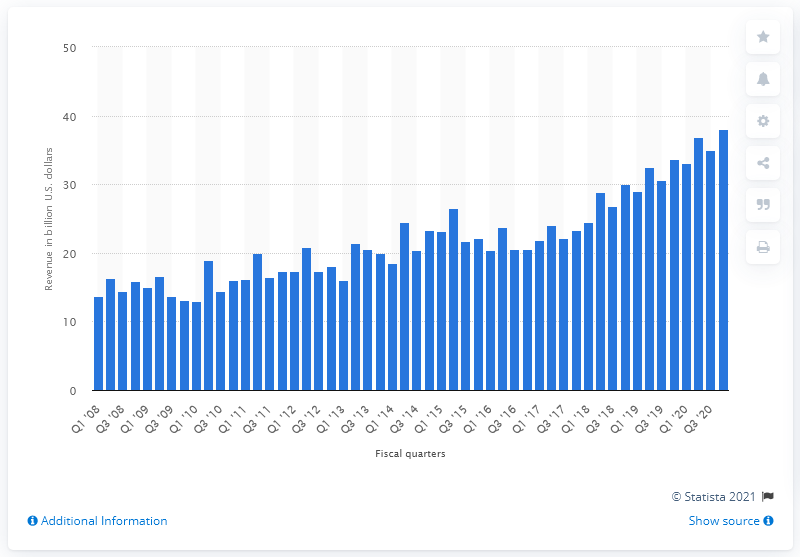 50
40
30
20
10
0
Revenue in billion U.S. dollars
Q1 '08
Q3 '08
Q1 '09
Q3 '09
Q1 '10
Q3 '10
Q1 '11
Q3 '11
Q1 '12
Q3 '12
Q1 '13
Q3 '13
Q1 '14
Q3 '14
Q1 '15
Q3 '15
Q1 '16
Q3 '16
Q1 '17
Q3 '17
Q1 '18
Q3 '18
Q1 '19
Q3 '19
Q1 '20
Q3 '20
Fiscal quarters
© Statista 2021
Additional Information
Show source